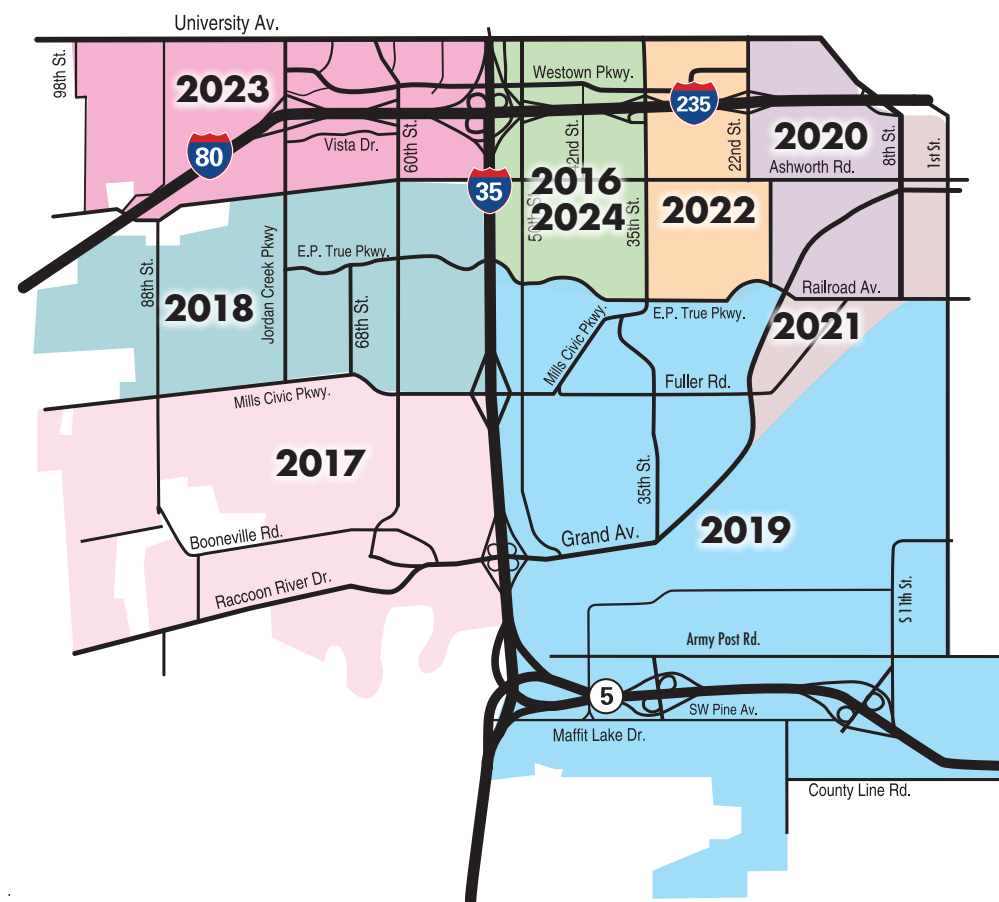 University Av.
98th St.
2023
Westown Pkwy.
235
80
Vista Dr.
60th St.
42nd St.
22nd St.
2020
8th St.
1st St.
Ashworth Rd.
35
2016
2024
35th St.
2022
88th St.
Jordan Creek Pkwy
E.P. True Pkwy.
2018
68th St.
Railroad Av.
E.P. True Pkwy.
2021
Mills Civic Pkwy.
Fuller Rd.
Mills Civic Pkwy.
2017
35th St.
Booneville Rd.
Grand Av.
2019
Raccoon River Dr.
S 11th St.
Army Post Rd.
5
SW Pine Av.
Maffit Lake Dr.
County Line Rd.